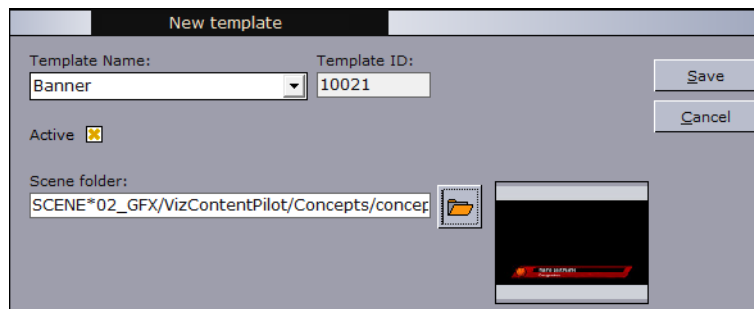 New template
Template Name:
Template ID:
Banner
10021
Save
Cancel
Active
Scene folder:
SCENE*02_GFX/VizContentPilot/Concepts/concep